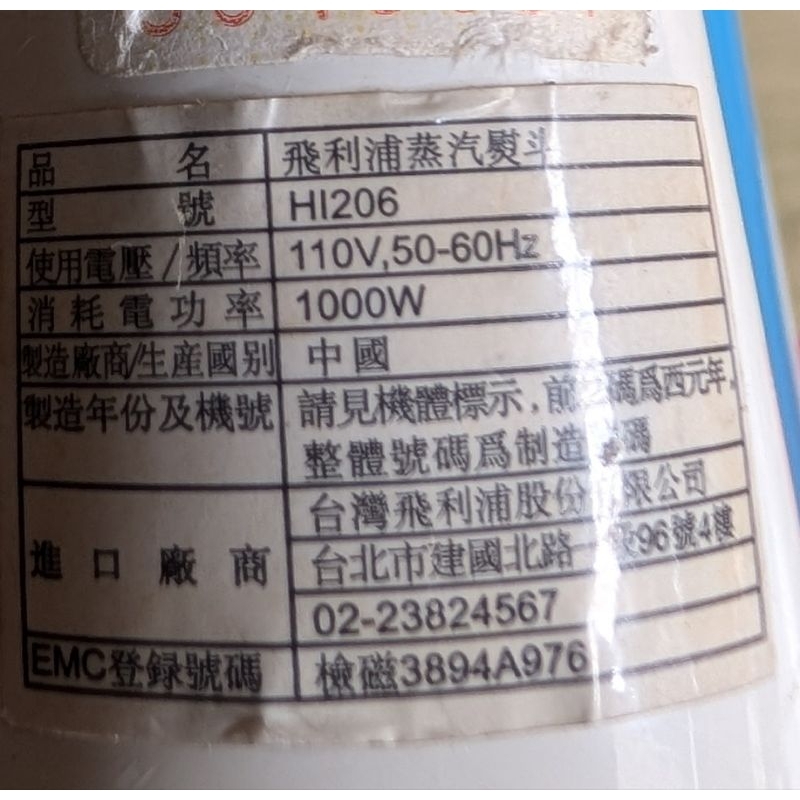 品名 飛利浦蒸汽熨斗
型號 HI206
使用電壓/頻率 110V,50-60Hz
消耗電功率 1000W
製造廠商/生產國別 中國
製造年份及機號 請見機體標示,前 碼爲西元年,
整體號碼爲制造 碼
進口廠商 台灣飛利浦股份 限公司
台北市建國北路一 96號4樓
02-23824567
EMC登録號碼 檢磁3894A976